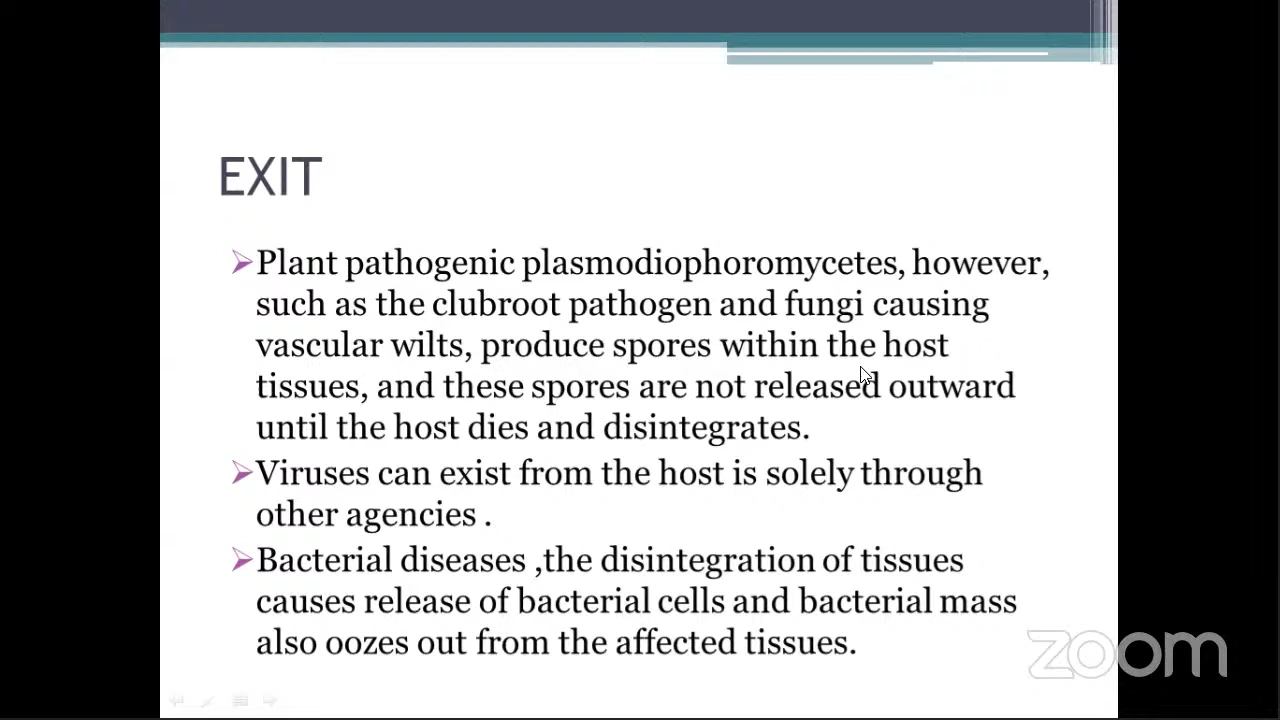 EXIT
Plant pathogenic plasmodiophoromycetes, however,
such as the clubroot pathogen and fungi causing
vascular wilts, produce spores within the host
tissues, and these spores are not released outward
until the host dies and disintegrates.
Viruses can exist from the host is solely through
other agencies .
Bacterial diseases ,the disintegration of tissues
causes release of bacterial cells and bacterial mass
also oozes out from the affected tissues.
zoom